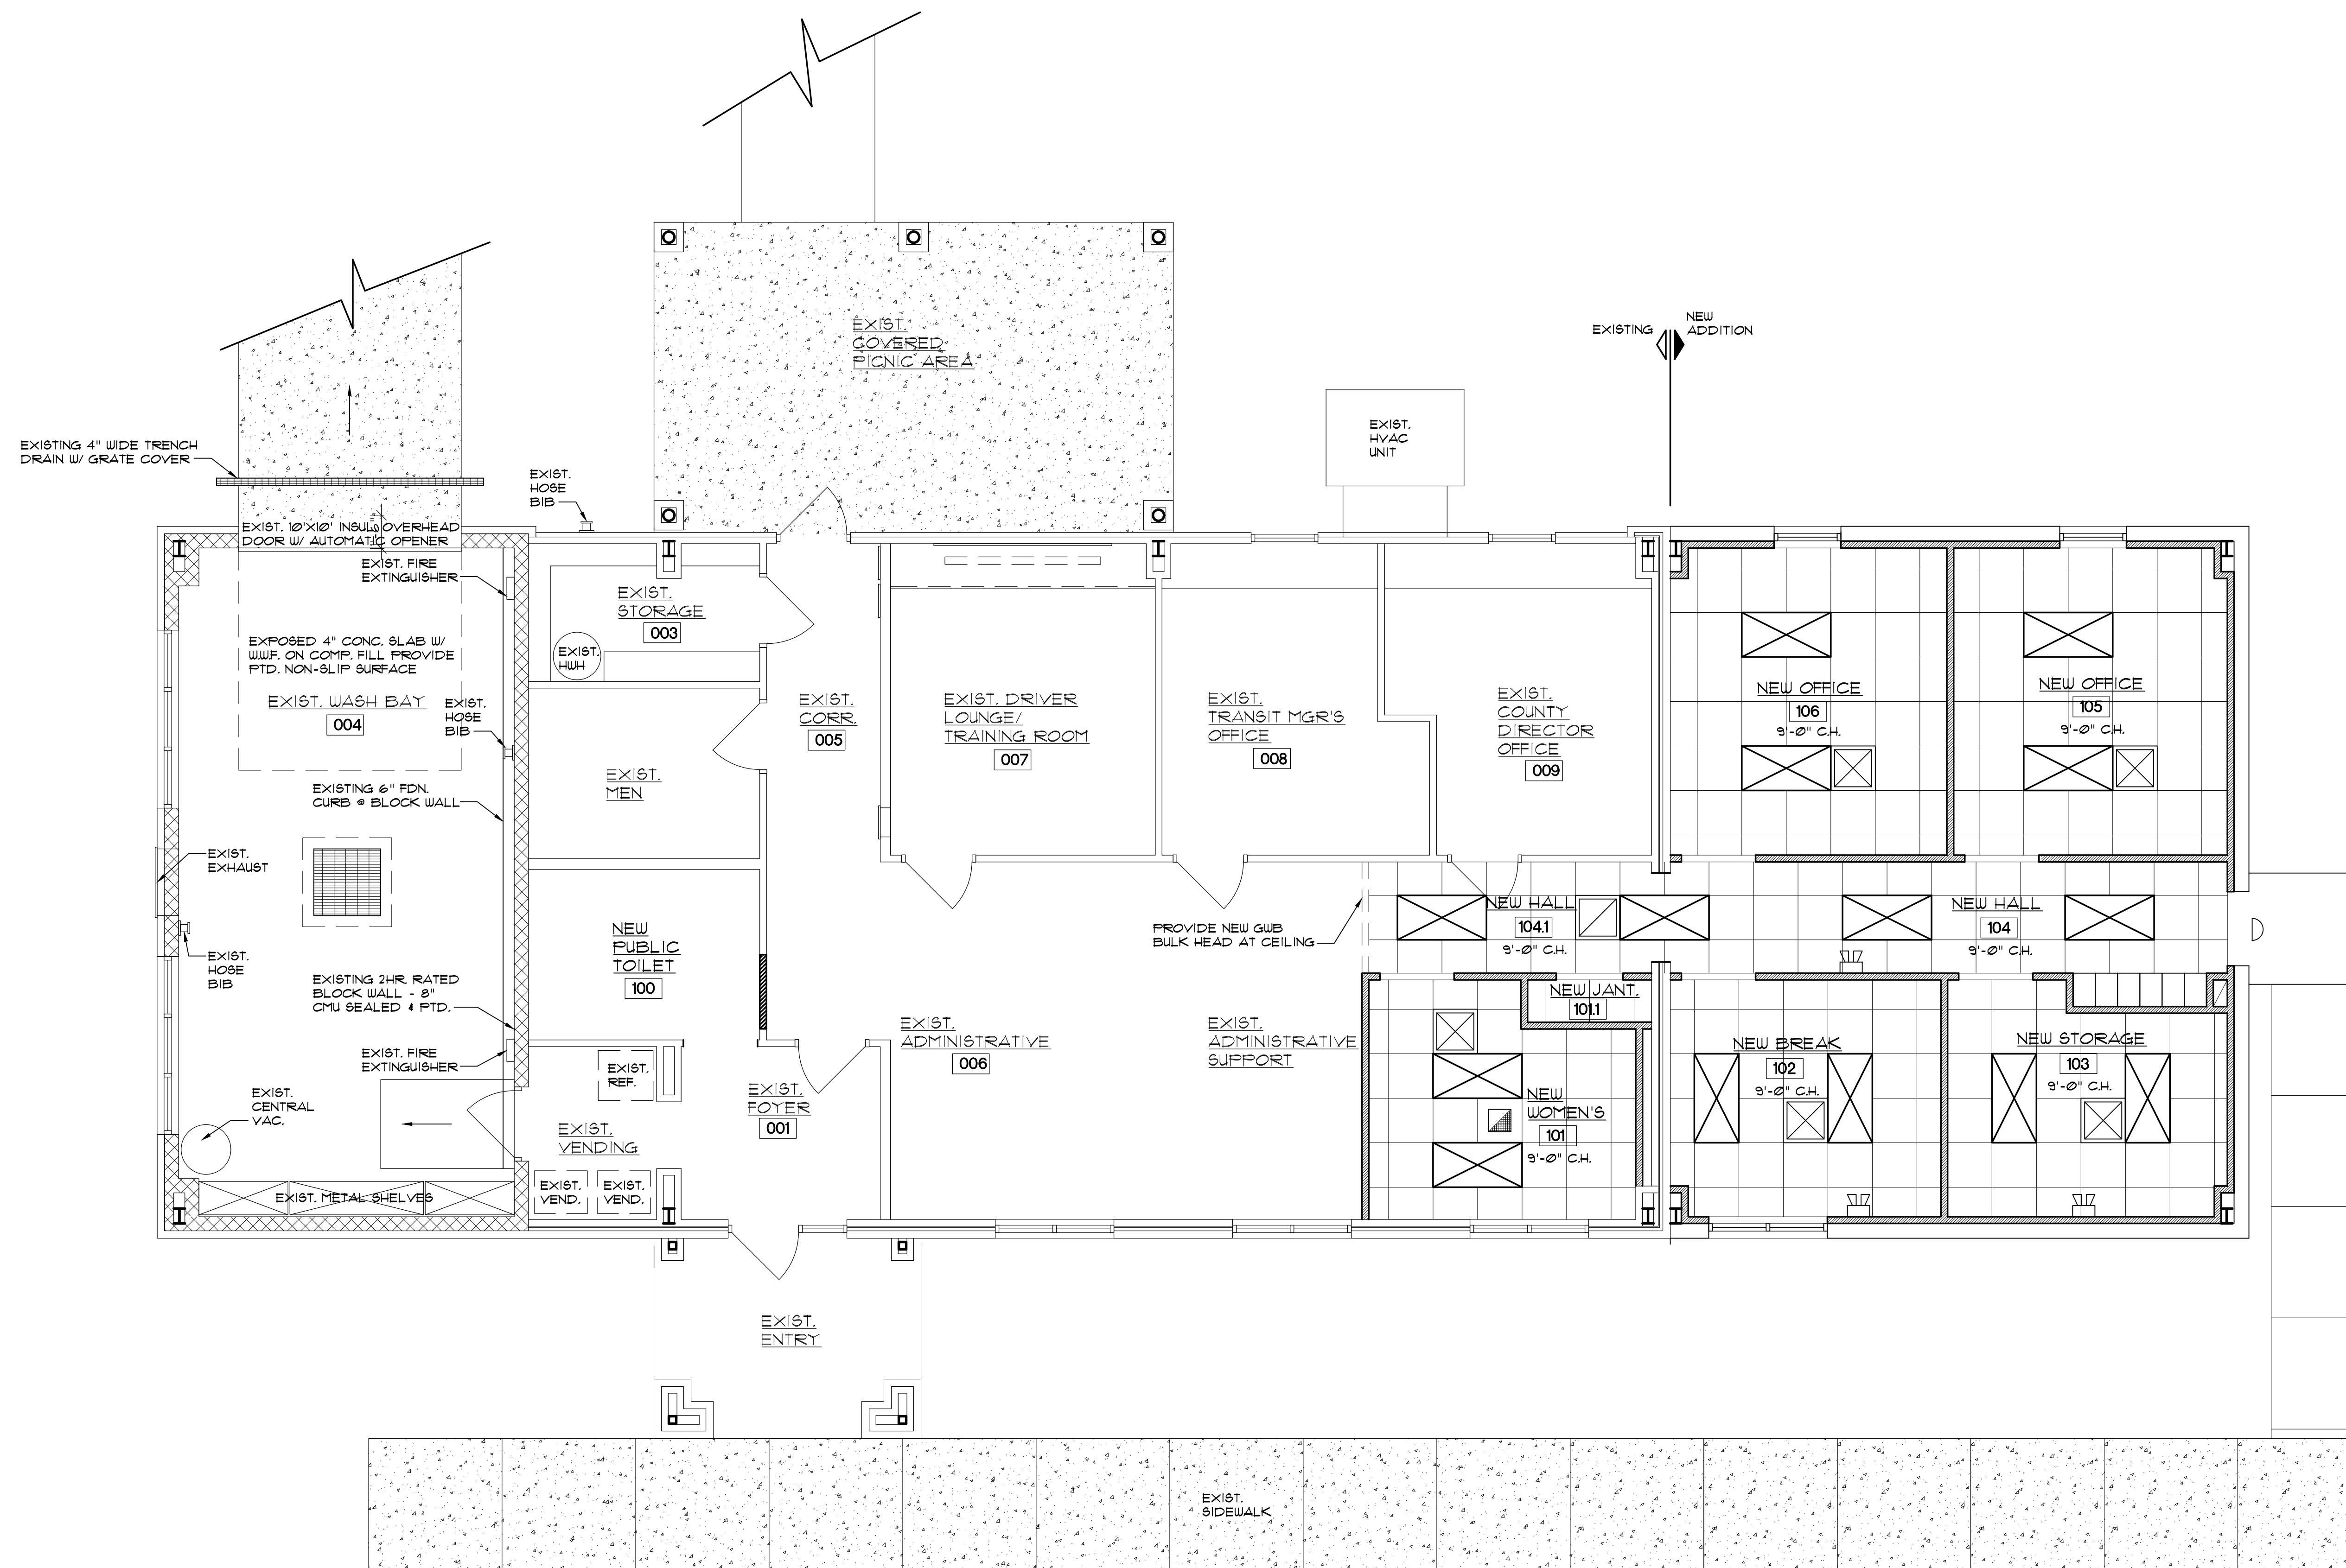 EXISTING
NEW
ADDITION
EXIST.
COVERED
PICNIC AREA
EXIST.
HVAC
UNIT
EXISTING 4" WIDE TRENCH
DRAIN W/ GRATE COVER
EXIST.
HOSE
BIB
EXIST. 10'X10' INSUL. OVERHEAD
DOOR W/ AUTOMATIC OPENER
EXIST. FIRE
EXTINGUISHER
EXPOSED 4" CONC. SLAB W/
W.W.F. ON COMP. FILL PROVIDE
PTD. NON-SLIP SURFACE
EXIST. WASH BAY
004
EXIST.
HOSE
BIB
EXISTING 6" FDN.
CURB @ BLOCK WALL
EXIST.
EXHAUST
EXIST.
HOSE
BIB
EXISTING 2HR. RATED
BLOCK WALL - 8"
CMU SEALED & PTD.
EXIST. FIRE
EXTINGUISHER
EXIST.
CENTRAL
VAC.
EXIST. METAL SHELVES
EXIST.
STORAGE
003
EXIST.
HWH
EXIST.
MEN
NEW
PUBLIC
TOILET
100
EXIST.
REF.
EXIST.
VENDING
EXIST.
VEND.
EXIST.
VEND.
EXIST.
CORR.
005
EXIST.
FOYER
001
EXIST.
ENTRY
EXIST. DRIVER
LOUNGE/
TRAINING ROOM
007
EXIST.
TRANSIT MGR'S
OFFICE
008
EXIST.
COUNTY
DIRECTOR
OFFICE
009
EXIST.
ADMINISTRATIVE
006
EXIST.
ADMINISTRATIVE
SUPPORT
PROVIDE NEW GWB
BULK HEAD AT CEILING
NEW HALL
104.1
9'-0" C.H.
NEW HALL
104
9'-0" C.H.
NEW OFFICE
106
9'-0" C.H.
NEW OFFICE
105
9'-0" C.H.
NEW JANT.
101.1
NEW
WOMEN'S
101
9'-0" C.H.
NEW BREAK
102
9'-0" C.H.
NEW STORAGE
103
9'-0" C.H.
EXIST.
SIDEWALK